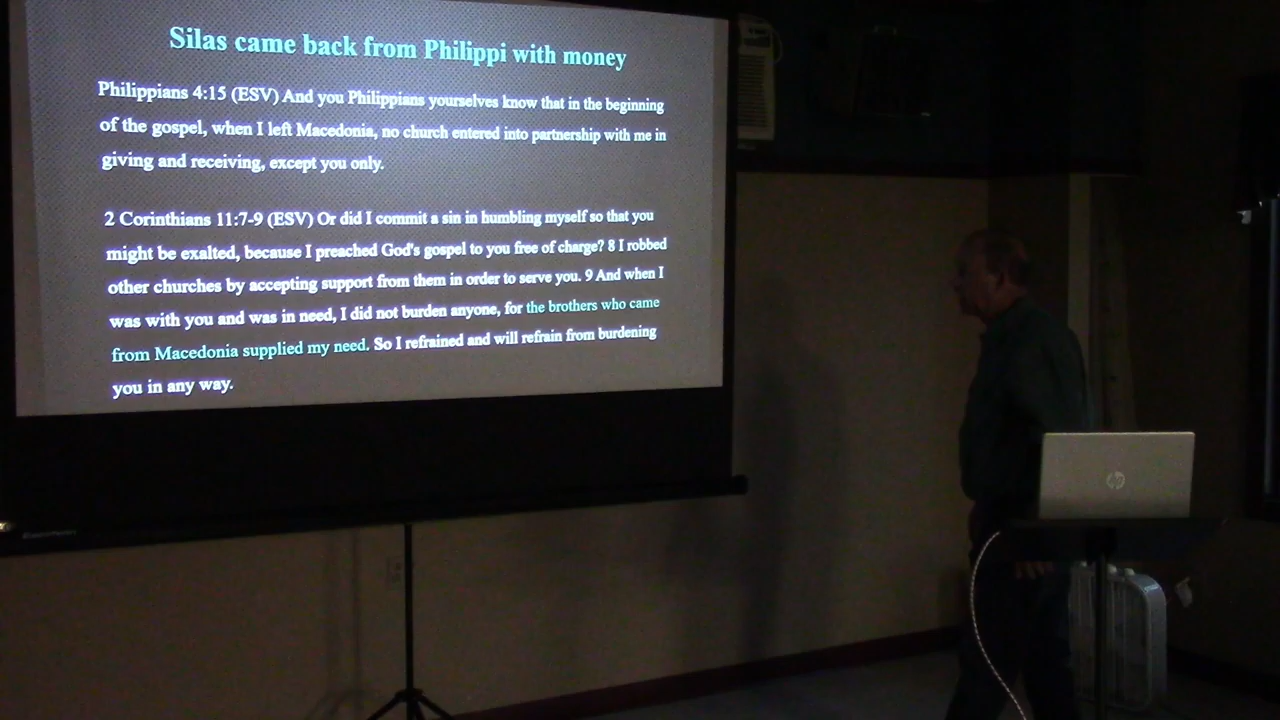 Silas came back from Philippi with money
Philippians 4:15 (ESV) And you Philippians yourselves know that in the beginning
of the gospel, when I left Macedonia, no church entered into partnership with me in
giving and receiving, except you only.
2 Corinthians 11:7-9 (ESV) Or did I commit a sin in humbling myself so that you
might be exalted, because I preached God's gospel to you free of charge? 8 I robbed
other churches by accepting support from them in order to serve you. 9 And when I
was with you and was in need, I did not burden anyone, for the brothers who came
from Macedonia supplied my need. So I refrained and will refrain from burdening
you in any way.
hp